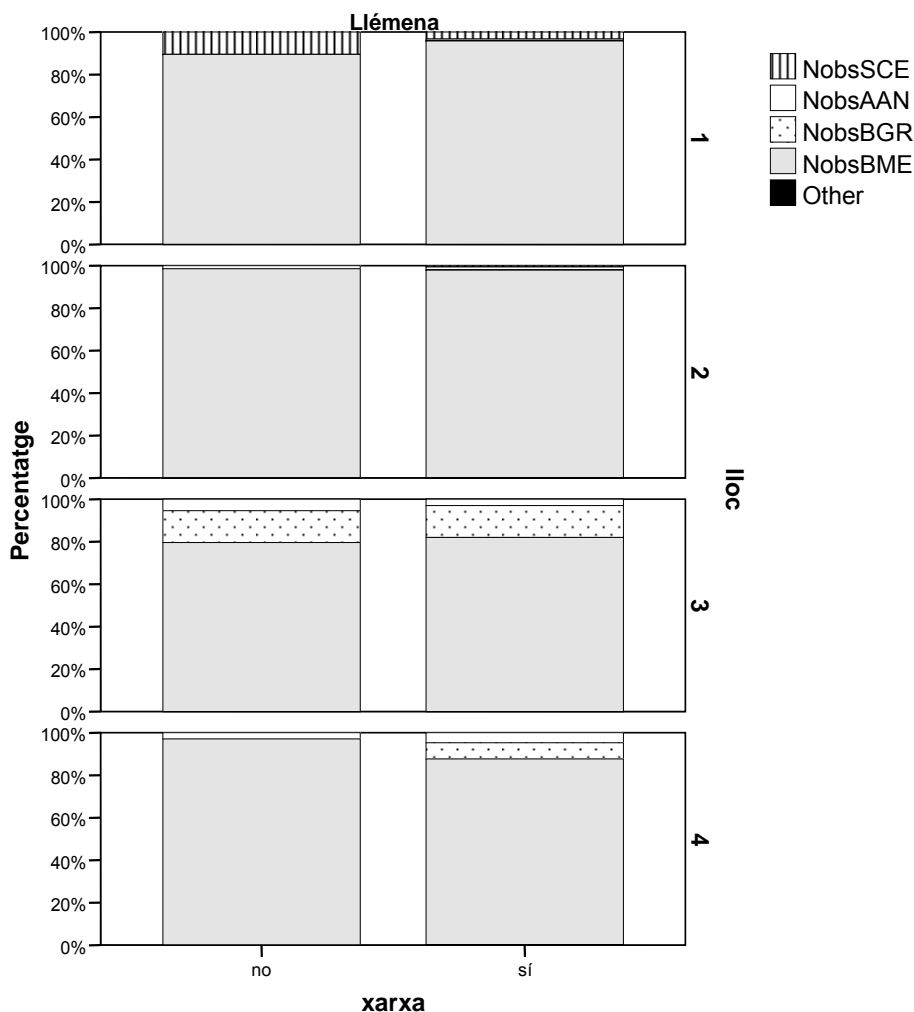 Llémena
100%
80%
60%
40%
20%
0%
1
100%
80%
60%
40%
20%
0%
2
100%
80%
60%
40%
20%
0%
3
100%
80%
60%
40%
20%
0%
4
Percentatge
lloc
no
sí
xarxa
NobsSCE
NobsAAN
NobsBGR
NobsBME
Other